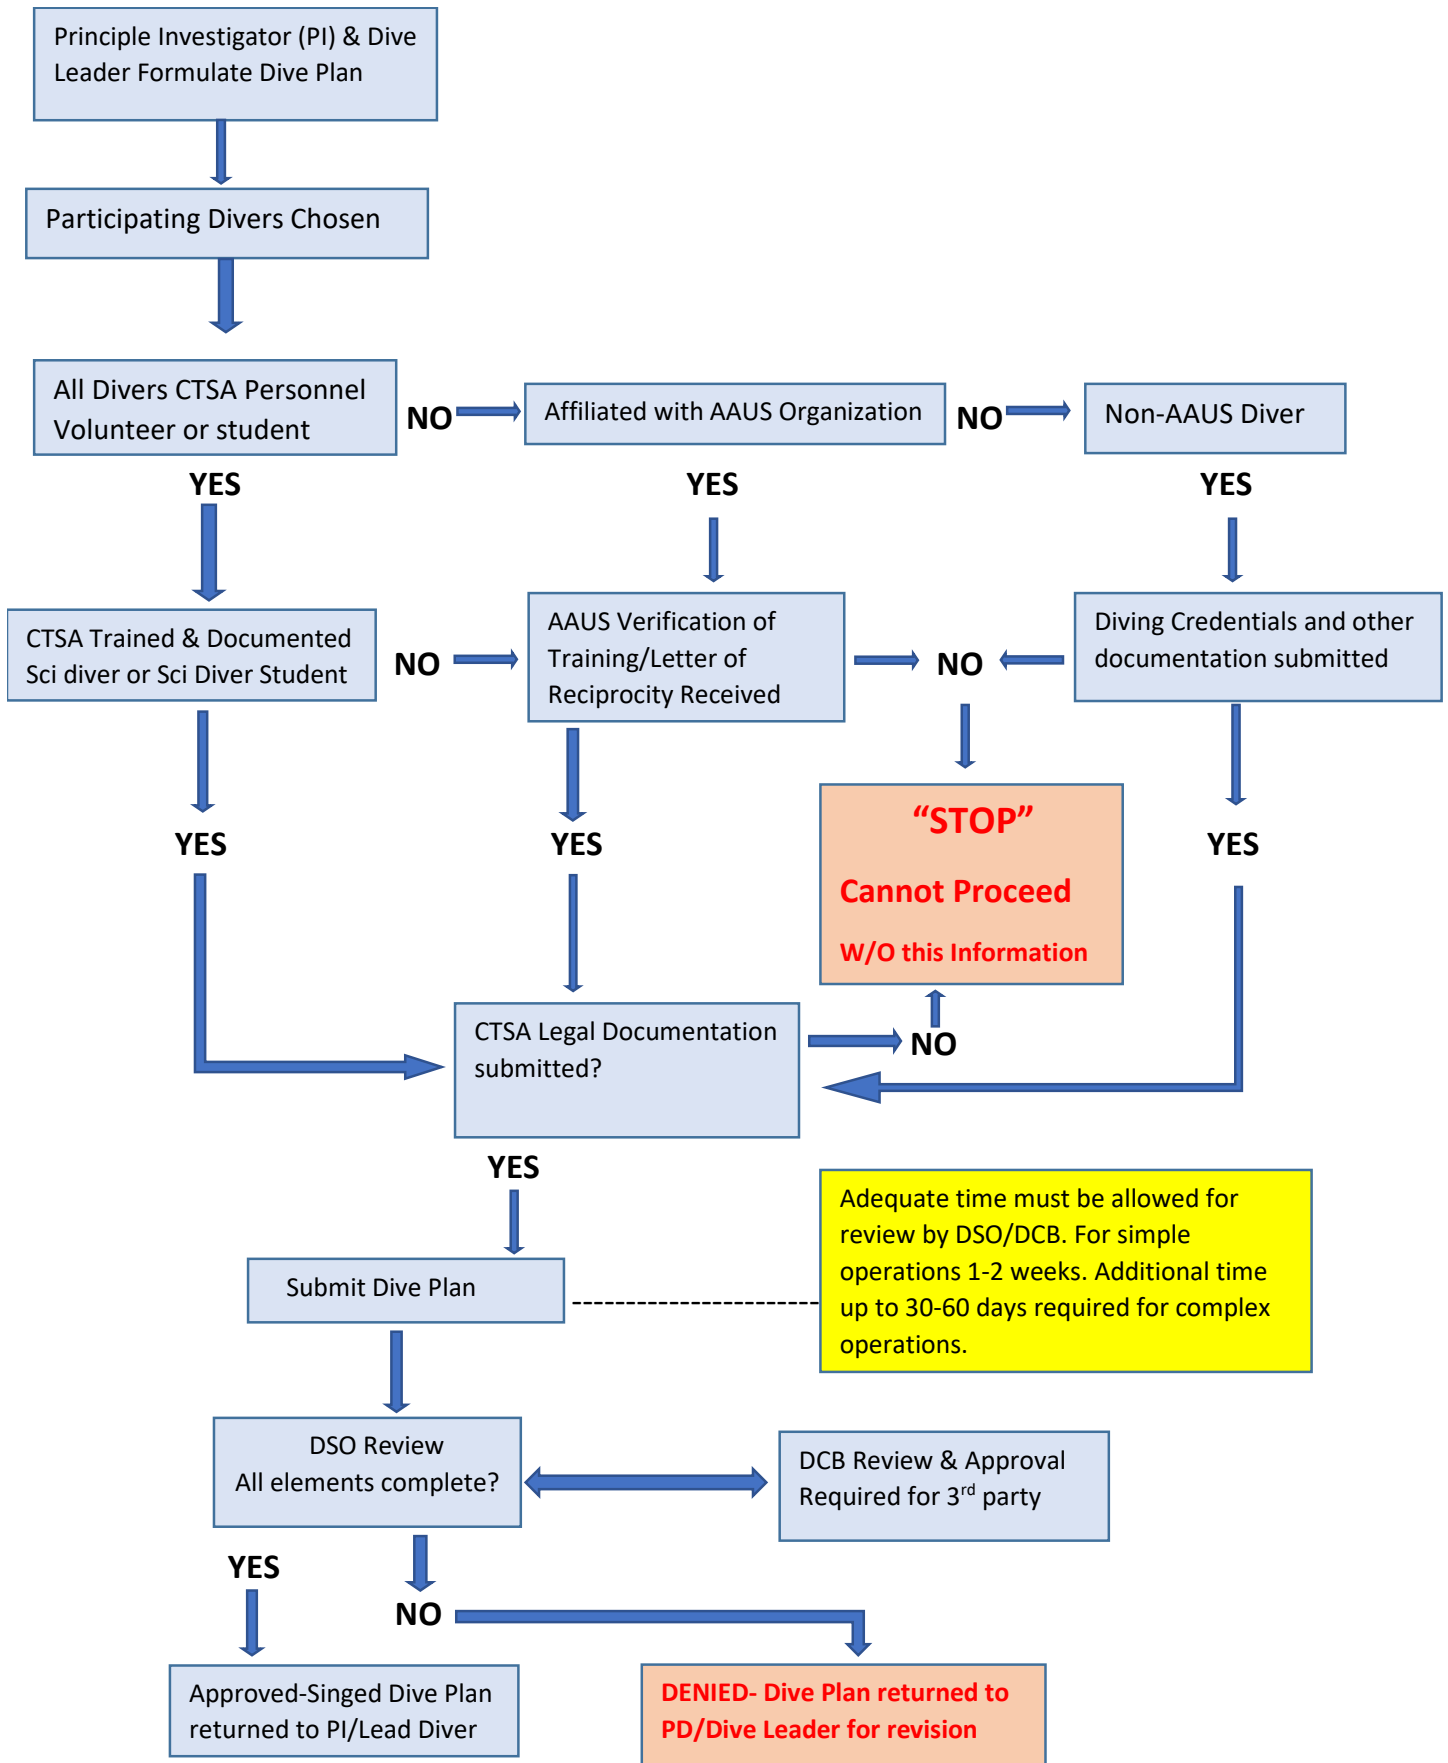 Principle Investigator (PI) & Dive
Leader Formulate Dive Plan
Participating Divers Chosen
All Divers CTSA Personnel
Volunteer or student
NO
Affiliated with AAUS Organization
NO
Non-AAUS Diver
YES
YES
YES
CTSA Trained & Documented
Sci diver or Sci Diver Student
NO
AAUS Verification of
Training/Letter of
Reciprocity Received
NO
Diving Credentials and other
documentation submitted
YES
YES
“STOP”
Cannot Proceed
W/O this Information
YES
CTSA Legal Documentation
submitted?
NO
YES
Submit Dive Plan
Adequate time must be allowed for
review by DSO/DCB. For simple
operations 1-2 weeks. Additional time
up to 30-60 days required for complex
operations.
DSO Review
All elements complete?
DCB Review & Approval
Required for 3rd party
YES
NO
Approved-Singed Dive Plan
returned to PI/Lead Diver
DENIED- Dive Plan returned to
PD/Dive Leader for revision